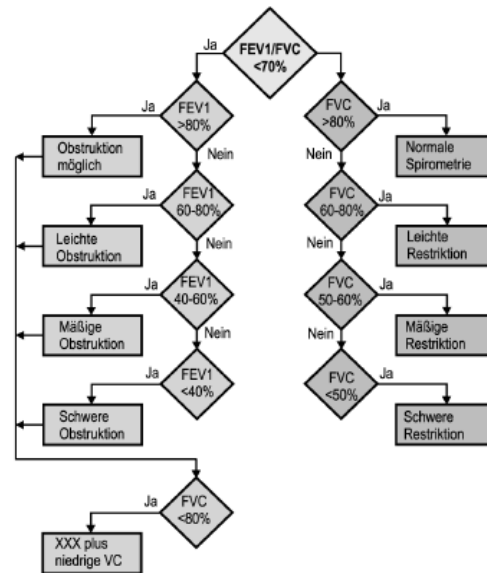 Ja
FEV1/FVC
<70%
Nein
Ja
FEV1
>80%
FVC
>80%
Ja
Obstruktion
möglich
Nein
Nein
Normale
Spirometrie
Ja
FEV1
60-80%
FVC
60-80%
Ja
Leichte
Obstruktion
Nein
Nein
Leichte
Restriktion
Ja
FEV1
40-60%
FVC
50-60%
Ja
Mäßige
Obstruktion
Nein
Nein
Mäßige
Restriktion
Ja
FEV1
<40%
FVC
<50%
Ja
Schwere
Obstruktion
Schwere
Restriktion
Ja
FVC
<80%
XXX plus
niedrige VC